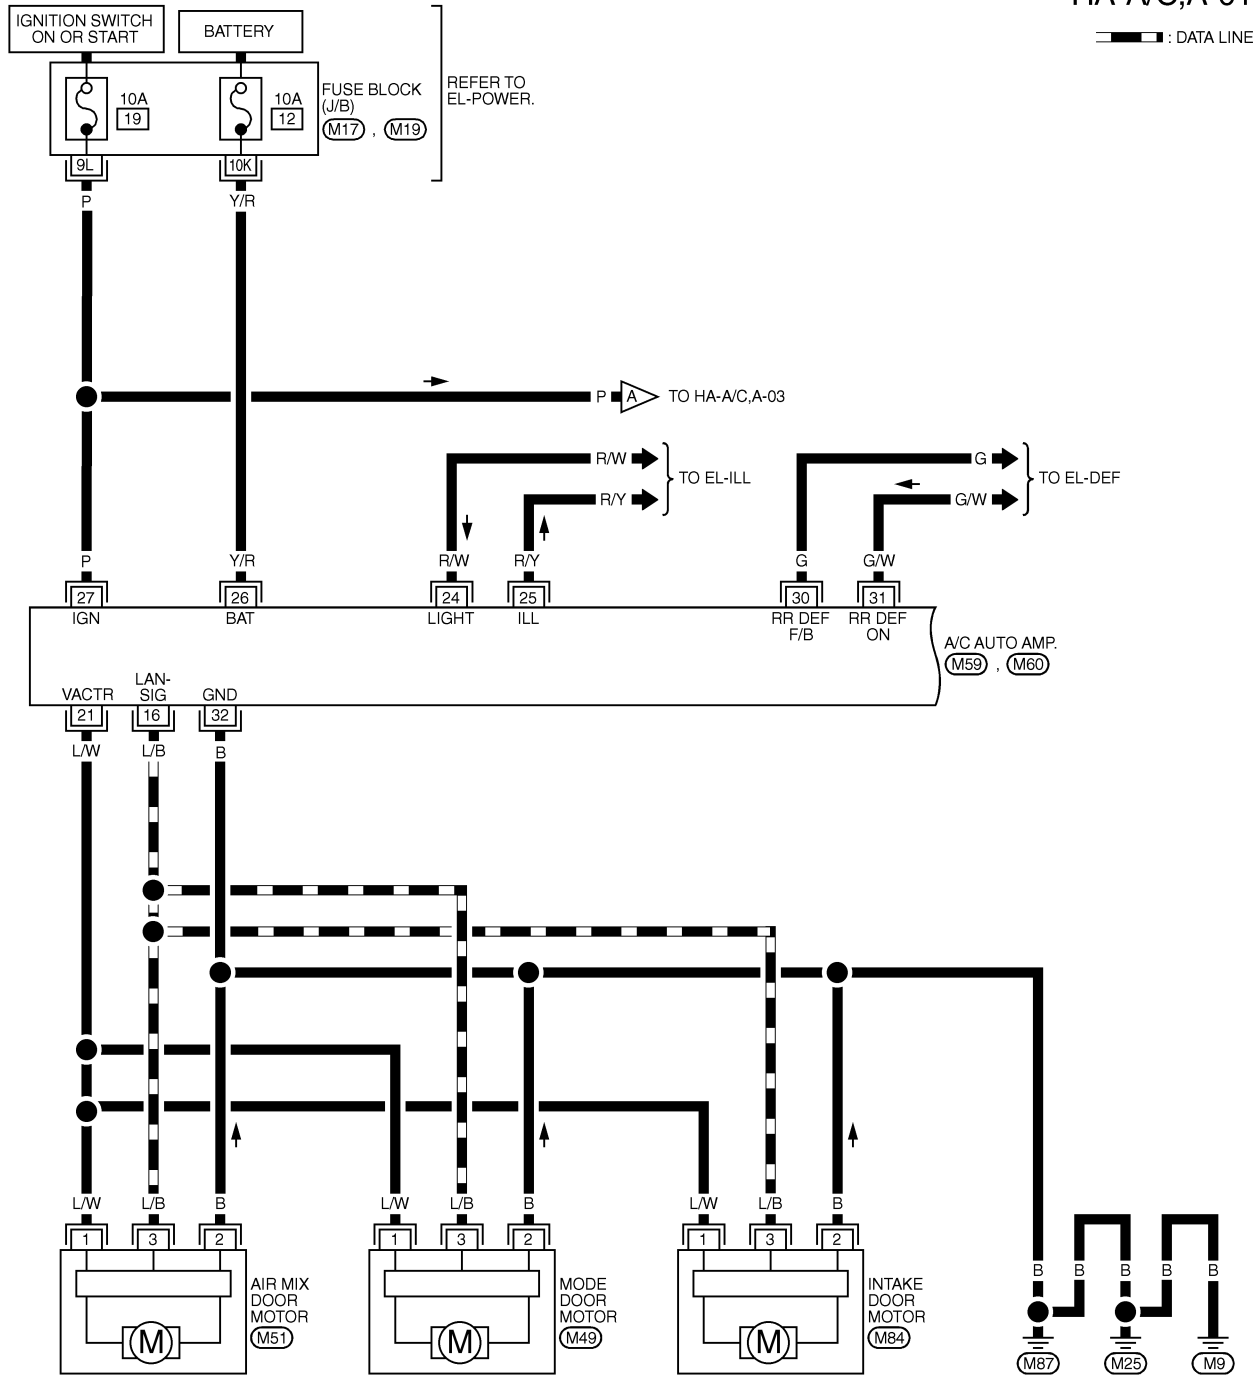 IGNITION SWITCH
ON OR START
BATTERY
: DATA LINE
10A
19
10A
12
FUSE BLOCK
(J/B)
M17 , M19
REFER TO
EL-POWER.
9L
10K
P
Y/R
P
A
TO HA-A/C,A-03
R/W
R/Y
TO EL-ILL
G
G/W
TO EL-DEF
P
Y/R
R/W
R/Y
G
G/W
27
26
24
25
30
31
IGN
BAT
LIGHT
ILL
RR DEF
F/B
RR DEF
ON
A/C AUTO AMP.
M59 , M60
VACTR
LAN-
SIG
GND
21
16
32
L/W
L/B
B
L/W
L/B
B
L/W
L/B
B
L/W
L/B
B
1
3
2
1
3
2
1
3
2
B
B
B
B
B
AIR MIX
DOOR
MOTOR
M51
MODE
DOOR
MOTOR
M49
INTAKE
DOOR
MOTOR
M84
M
M
M
M87
M25
M9